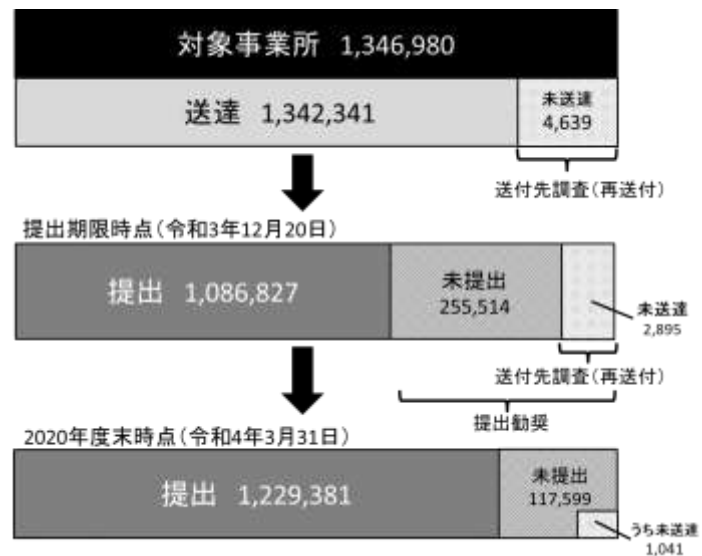 対象事業所 1,346,980
送達 1,342,341
未送達
4,639
送付先調査(再送付)
提出期限時点(令和3年12月20日)
提出 1,086,827
未提出
255,514
未送達
2,895
送付先調査(再送付)
提出勧奨
2020年度末時点(令和4年3月31日)
提出 1,229,381
未提出
117,599
うち未送達
1,041